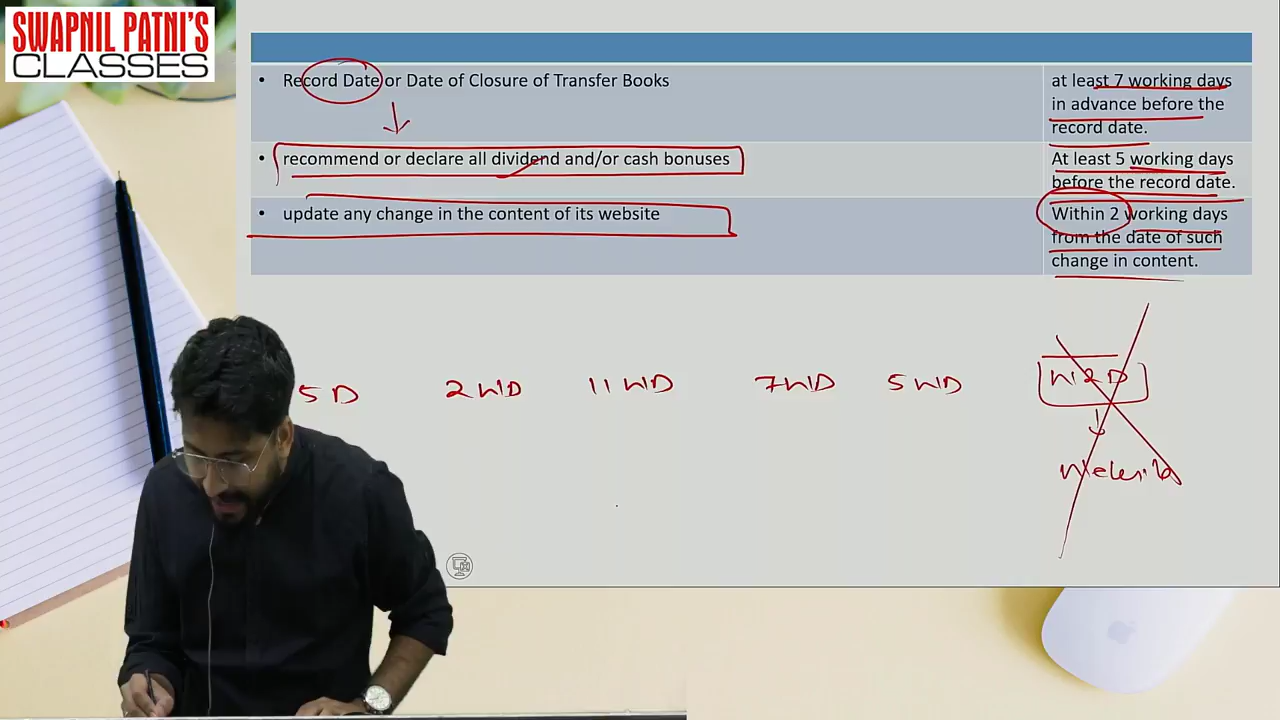 SWAPNIL PATNI'S
CLASSES
• Record Date or Date of Closure of Transfer Books
at least 7 working days
in advance before the
record date.
• recommend or declare all dividend and/or cash bonuses
At least 5 working days
before the record date.
• update any change in the content of its website
Within 2 working days
from the date of such
change in content.
5 D 2 WD 11 WD 7 WD 5 WD W 2 D